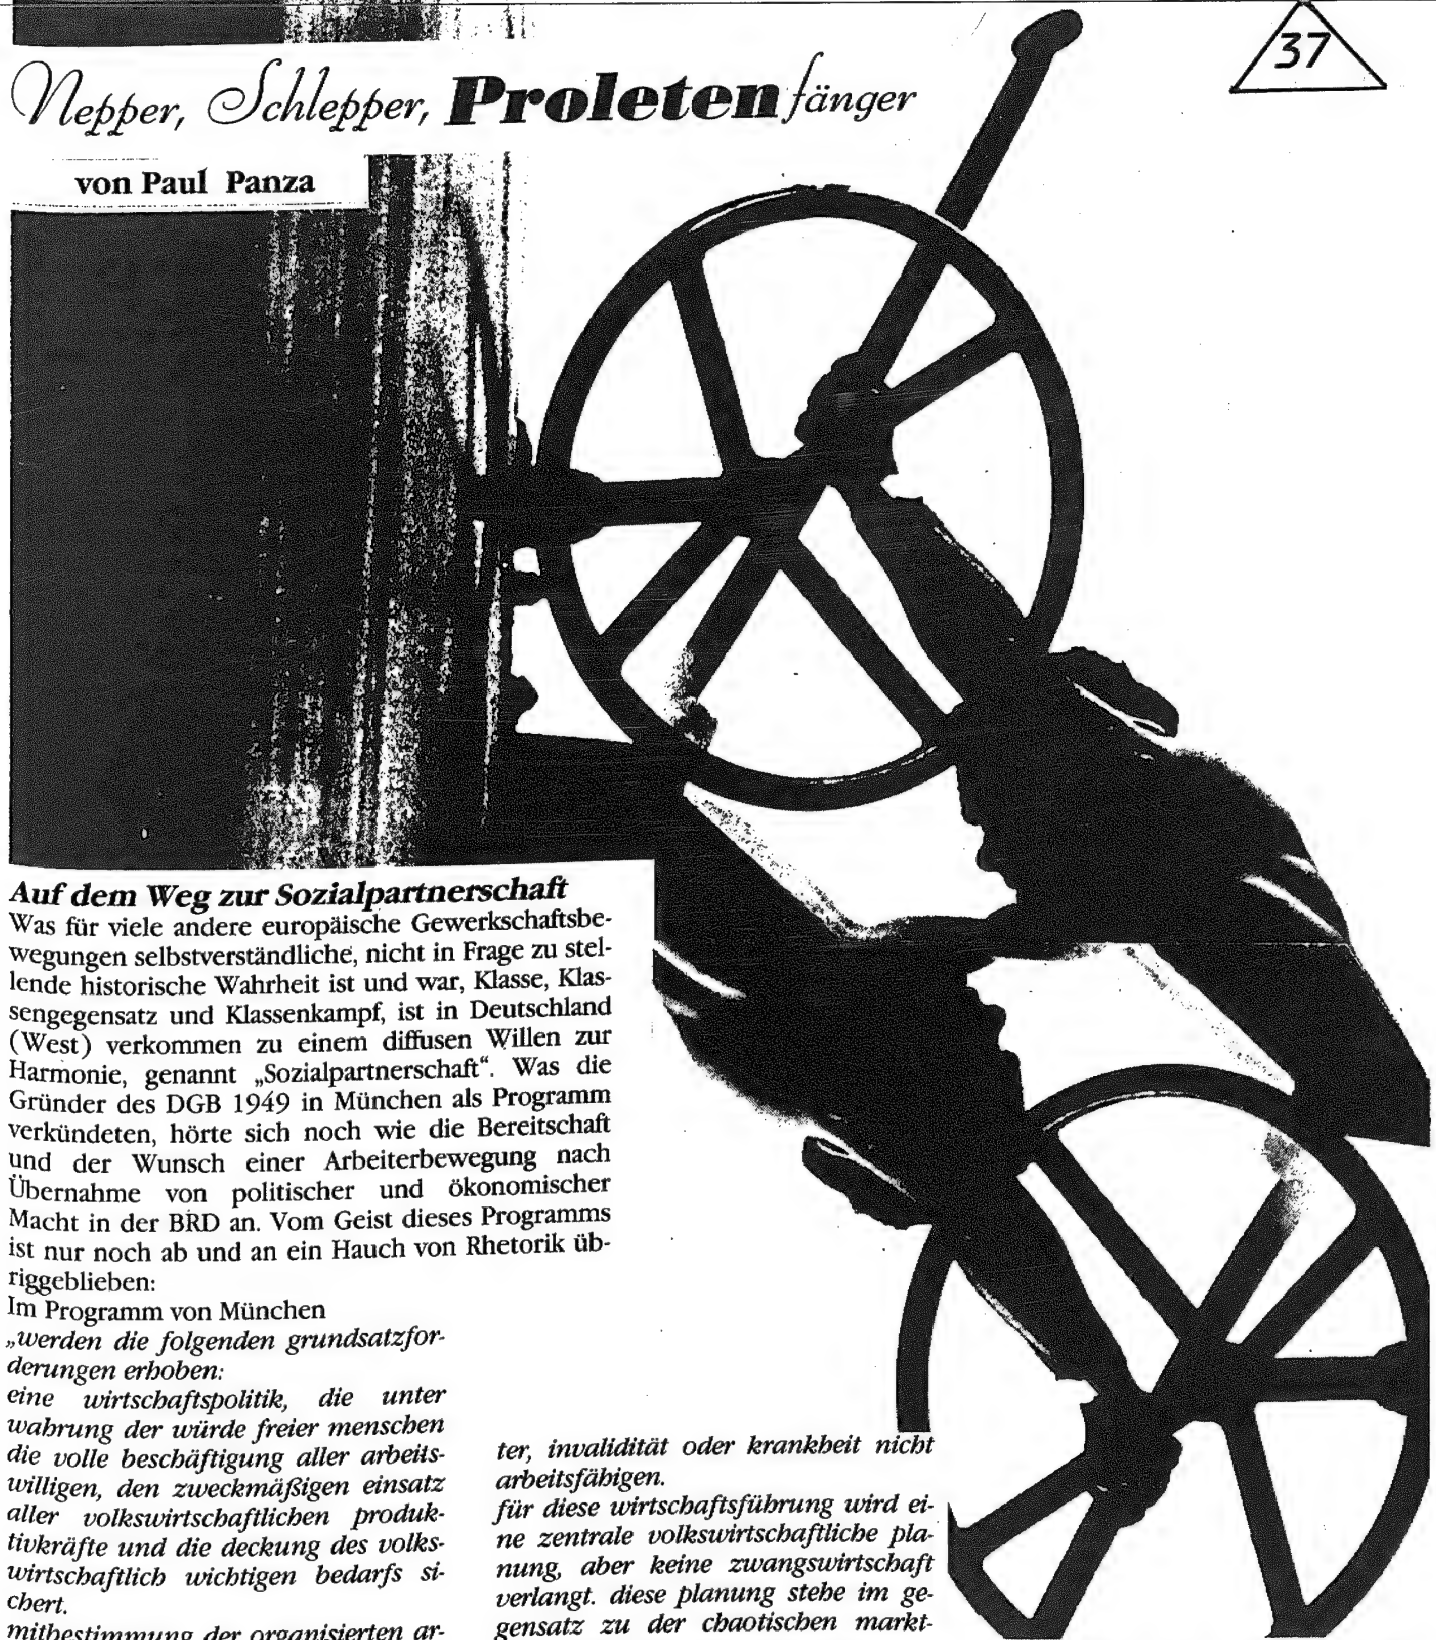 37
Nepper, Schlepper, Proletenfänger
von Paul Panza
Auf dem Weg zur Sozialpartnerschaft
Was für viele andere europäische Gewerkschaftsbe-
wegungen selbstverständliche, nicht in Frage zu stel-
lende historische Wahrheit ist und war, Klasse, Klas-
sengegensatz und Klassenkampf, ist in Deutschland
(West) verkommen zu einem diffusen Willen zur
Harmonie, genannt „Sozialpartnerschaft“. Was die
Gründer des DGB 1949 in München als Programm
verkündeten, hörte sich noch wie die Bereitschaft
und der Wunsch einer Arbeiterbewegung nach
Übernahme von politischer und ökonomischer
Macht in der BRD an. Vom Geist dieses Programms
ist nur noch ab und an ein Hauch von Rhetorik üb-
riggeblieben:
Im Programm von München
„werden die folgenden grundsatzfor-
derungen erhoben:
eine wirtschaftspolitik, die unter
wahrung der würde freier menschen
die volle beschäftigung aller arbeits-
willigen, den zweckmäßigen einsatz
aller volkswirtschaftlichen produk-
tivkräfte und die deckung des volks-
wirtschaftlich wichtigen bedarfs si-
chert.
mitbestimmung der organisierten ar-
ter, invalidität oder krankheit nicht
arbeitsfähigen.
für diese wirtschaftsführung wird ei-
ne zentrale volkswirtschaftliche pla-
nung, aber keine zwangswirtschaft
verlangt. diese planung stehe im ge-
gensatz zu der chaotischen markt-